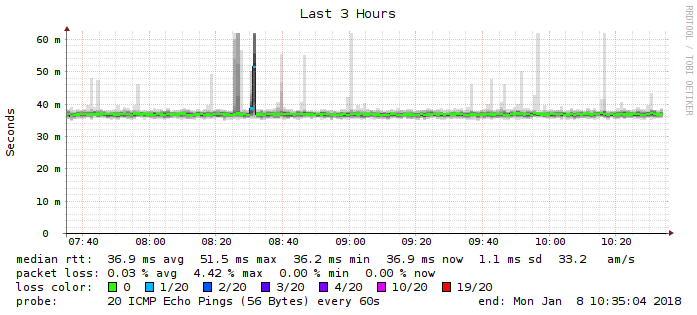 Last 3 Hours
RRDTOOL / TOBI OETIKER
Seconds
60 m
50 m
40 m
30 m
20 m
10 m
0
07:40 08:00 08:20 08:40 09:00 09:20 09:40 10:00 10:20
median rtt: 36.9 ms avg 51.5 ms max 36.2 ms min 36.9 ms now 1.1 ms sd 33.2 am/s
packet loss: 0.03 % avg 4.42 % max 0.00 % min 0.00 % now
loss color: 0 1/20 2/20 3/20 4/20 10/20 19/20
probe: 20 ICMP Echo Pings (56 Bytes) every 60s end: Mon Jan 8 10:35:04 2018